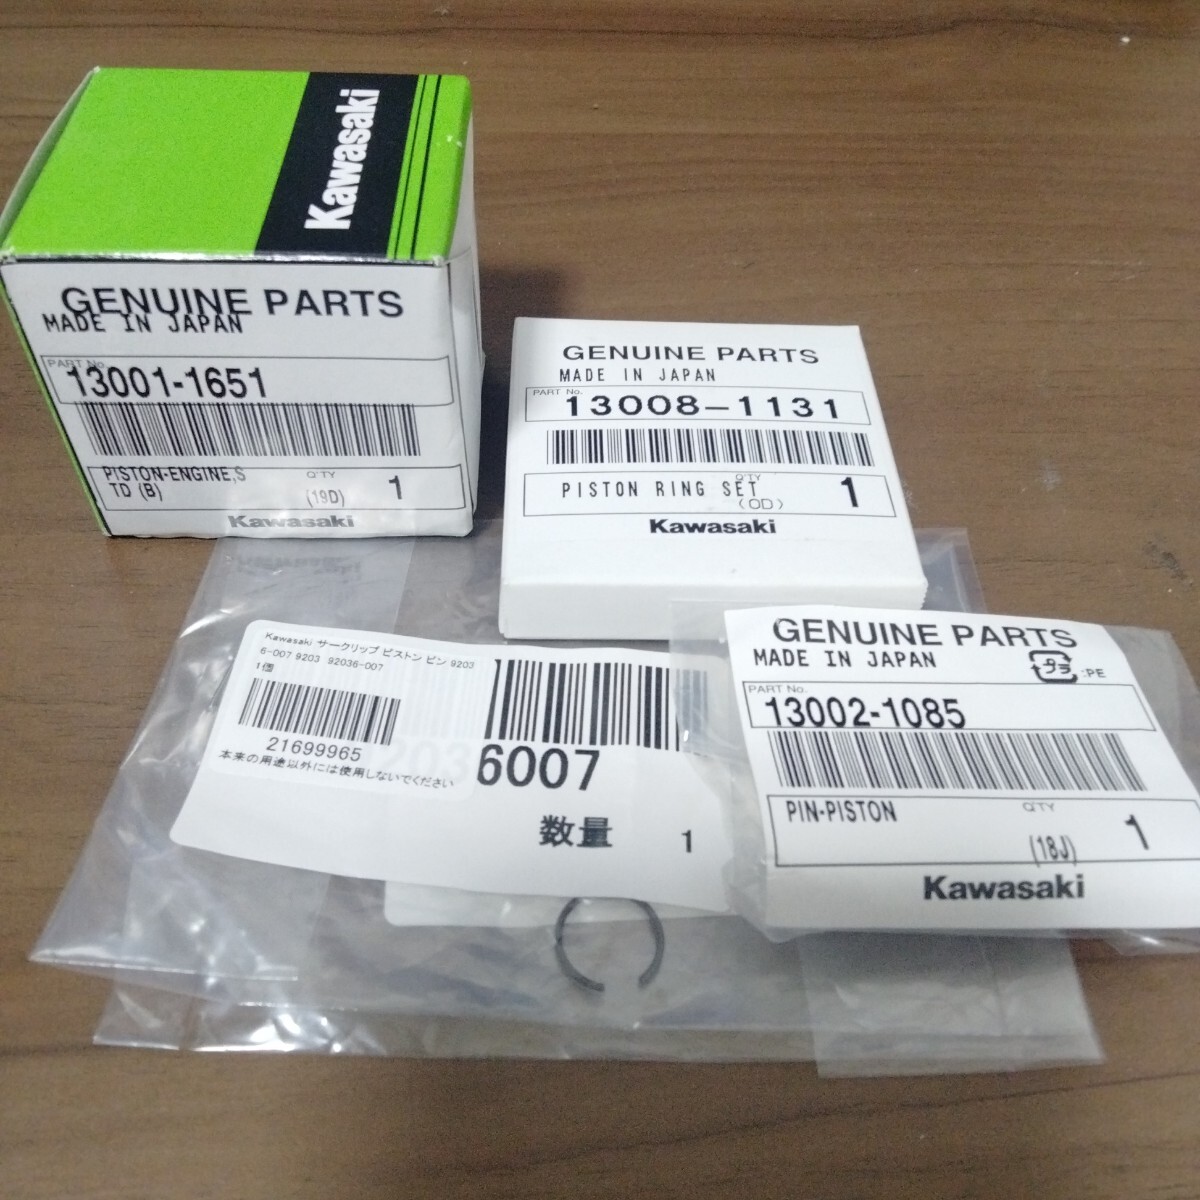 Kawasaki
GENUINE PARTS
MADE IN JAPAN
PART No.
13001-1651
PISTON-ENGINE,S
TD (B)
Q'TY
(19D)
1
Kawasaki
GENUINE PARTS
MADE IN JAPAN
PART No.
13008-1131
PISTON RING SET
Q'TY
(OD)
1
Kawasaki
Kawasaki サークリップ ピストン ピン 9203
6-007 9203 92036-007
1個
21699965
本来の用途以外には使用しないでください
2036007
数量 1
GENUINE PARTS
MADE IN JAPAN
プラ :PE
PART No.
13002-1085
PIN-PISTON
Q'TY
(18J)
1
Kawasaki